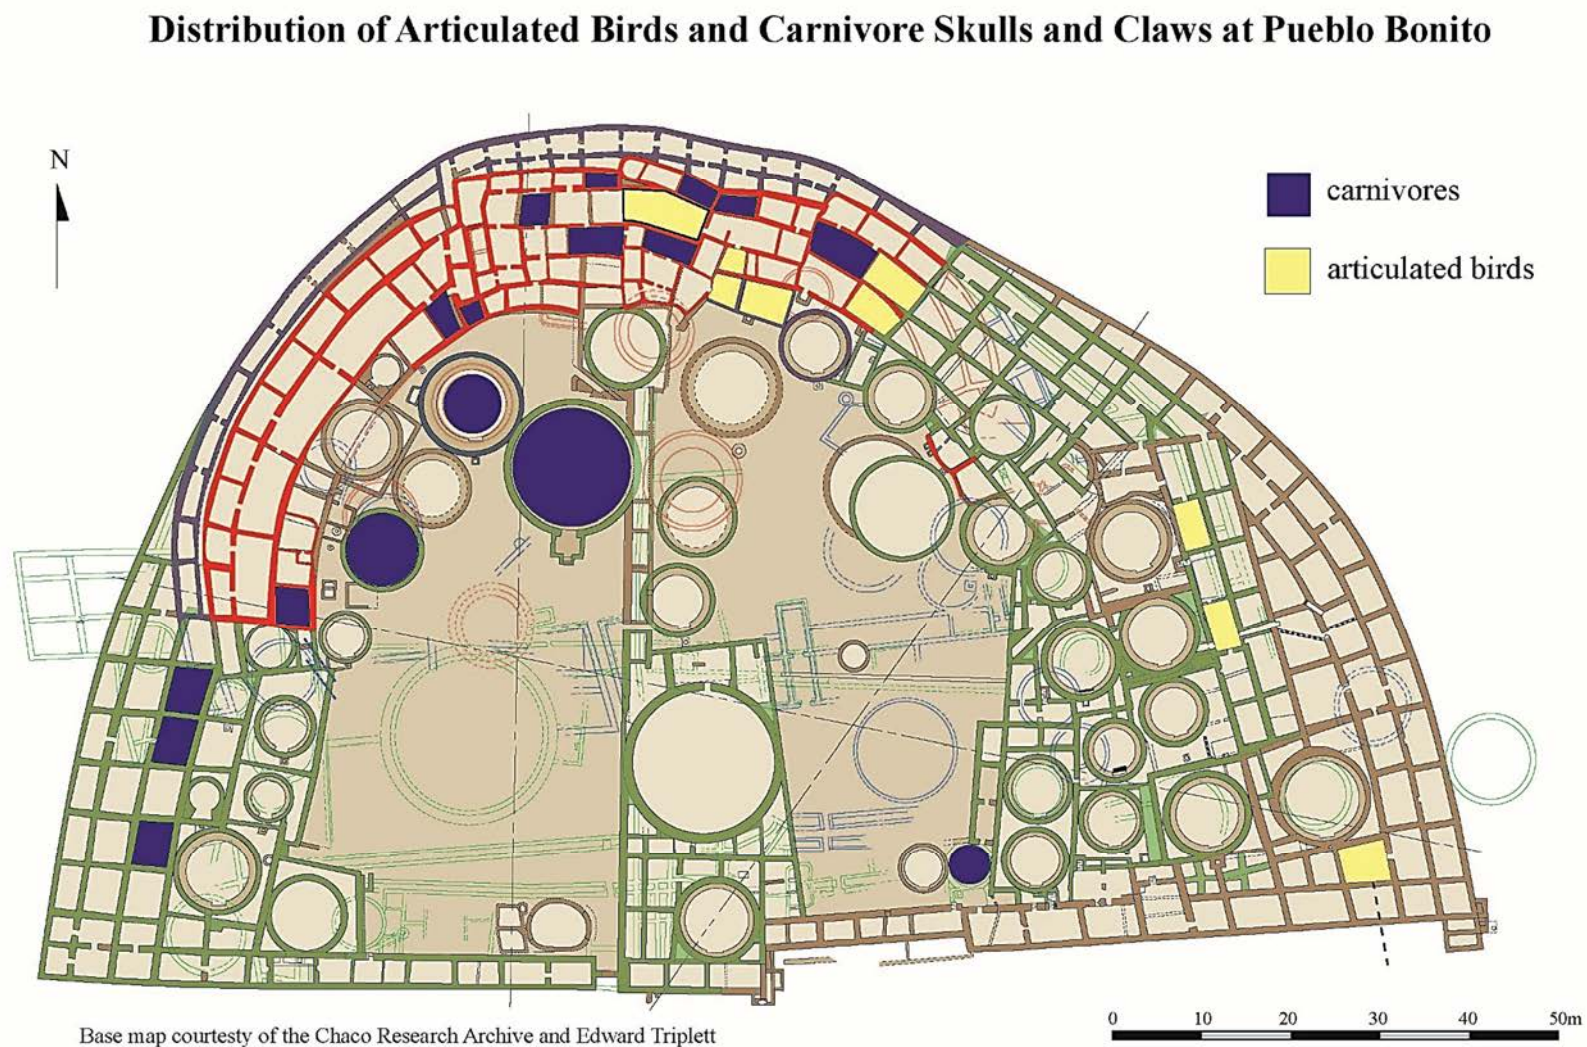 Distribution of Articulated Birds and Carnivore Skulls and Claws at Pueblo Bonito
N
carnivores
articulated birds
Base map courtesty of the Chaco Research Archive and Edward Triplett
0 10 20 30 40 50m